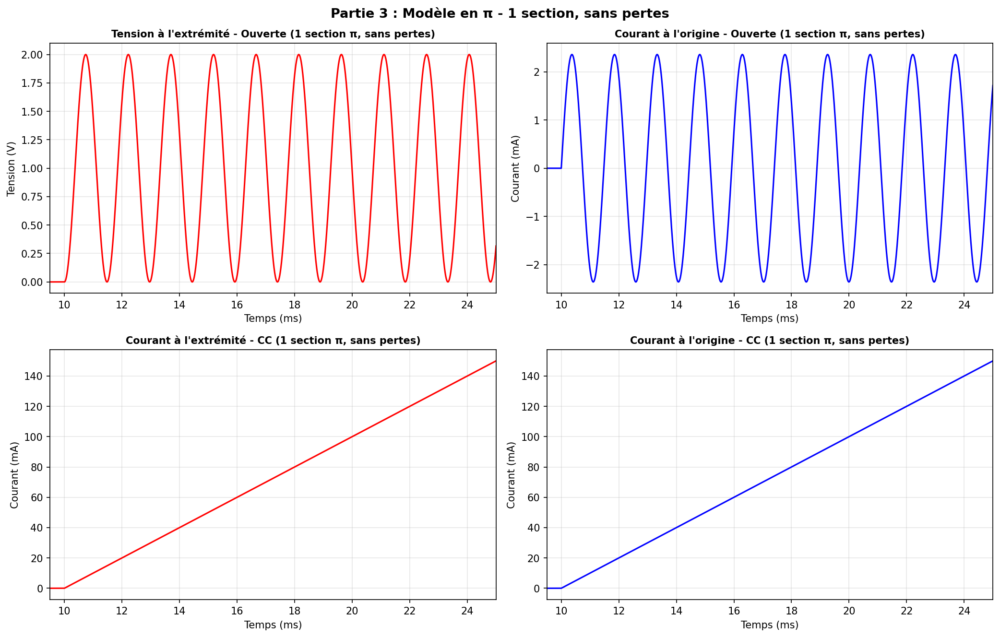 Partie 3 : Modèle en π - 1 section, sans pertes
Tension à l'extrémité - Ouverte (1 section π, sans pertes)
Tension (V)
2.00
1.75
1.50
1.25
1.00
0.75
0.50
0.25
0.00
10 12 14 16 18 20 22 24
Temps (ms)
Courant à l'origine - Ouverte (1 section π, sans pertes)
Courant (mA)
2
1
0
−1
−2
10 12 14 16 18 20 22 24
Temps (ms)
Courant à l'extrémité - CC (1 section π, sans pertes)
Courant (mA)
140
120
100
80
60
40
20
0
10 12 14 16 18 20 22 24
Temps (ms)
Courant à l'origine - CC (1 section π, sans pertes)
Courant (mA)
140
120
100
80
60
40
20
0
10 12 14 16 18 20 22 24
Temps (ms)